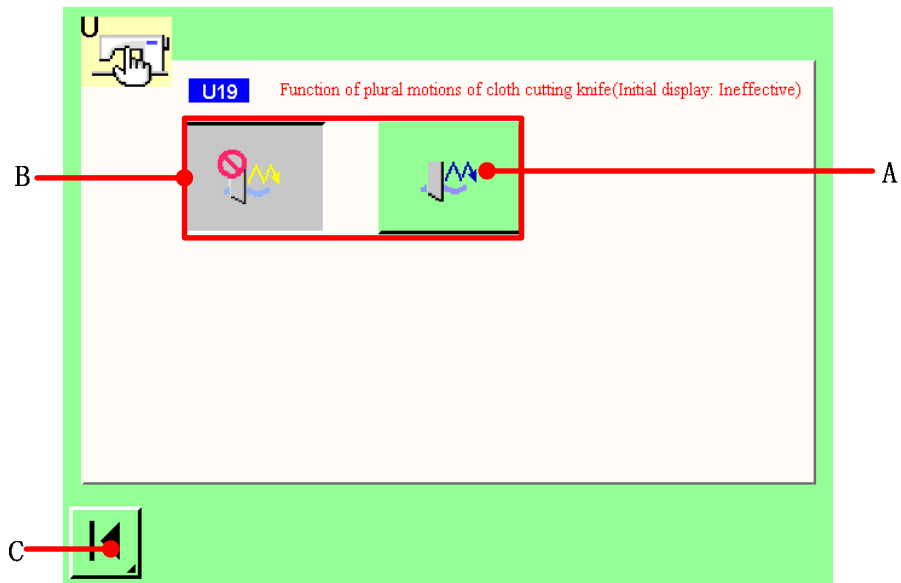 U
U19 Function of plural motions of cloth cutting knife(Initial display: Ineffective)
B
A
C